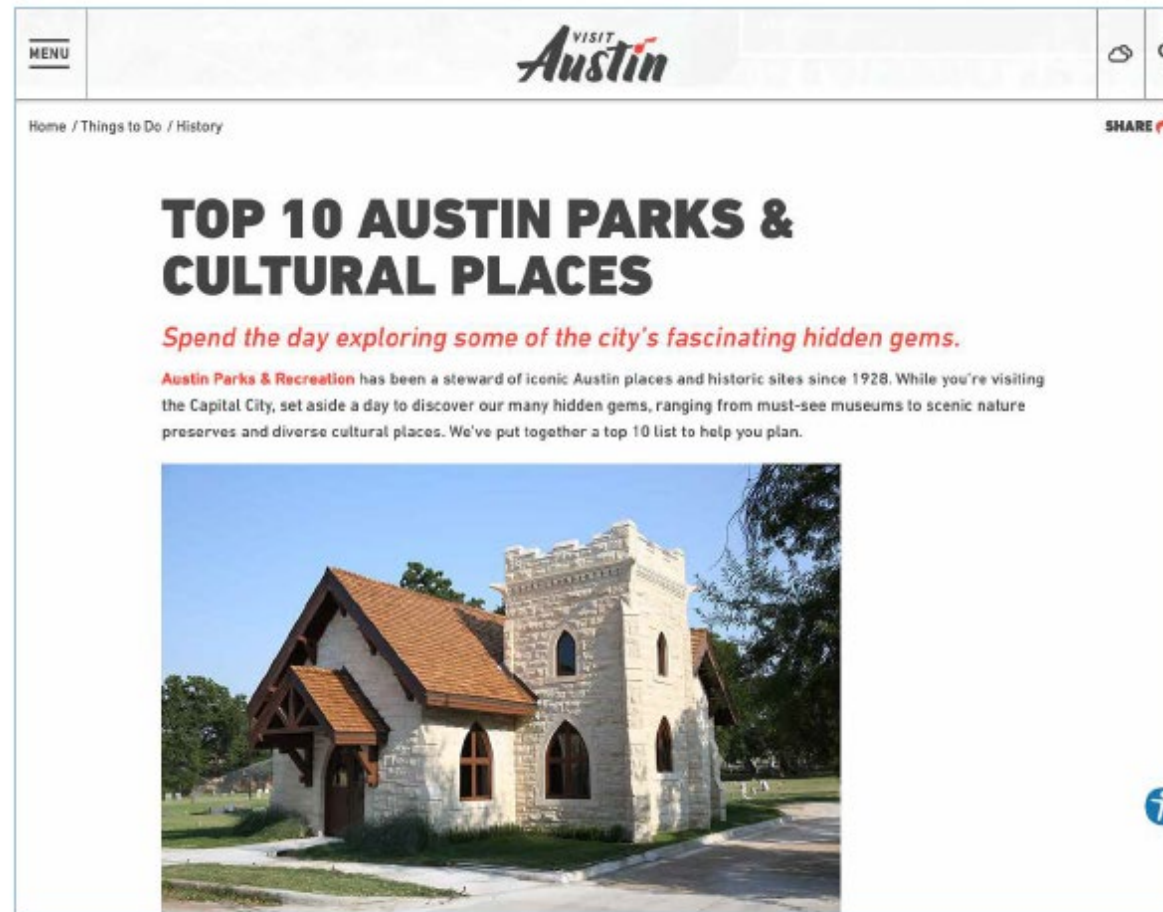 MENU
VISIT
Austin
Home / Things to Do / History
SHARE
TOP 10 AUSTIN PARKS &
CULTURAL PLACES
Spend the day exploring some of the city's fascinating hidden gems.
Austin Parks & Recreation has been a steward of iconic Austin places and historic sites since 1928. While you're visiting
the Capital City, set aside a day to discover our many hidden gems, ranging from must-see museums to scenic nature
preserves and diverse cultural places. We've put together a top 10 list to help you plan.